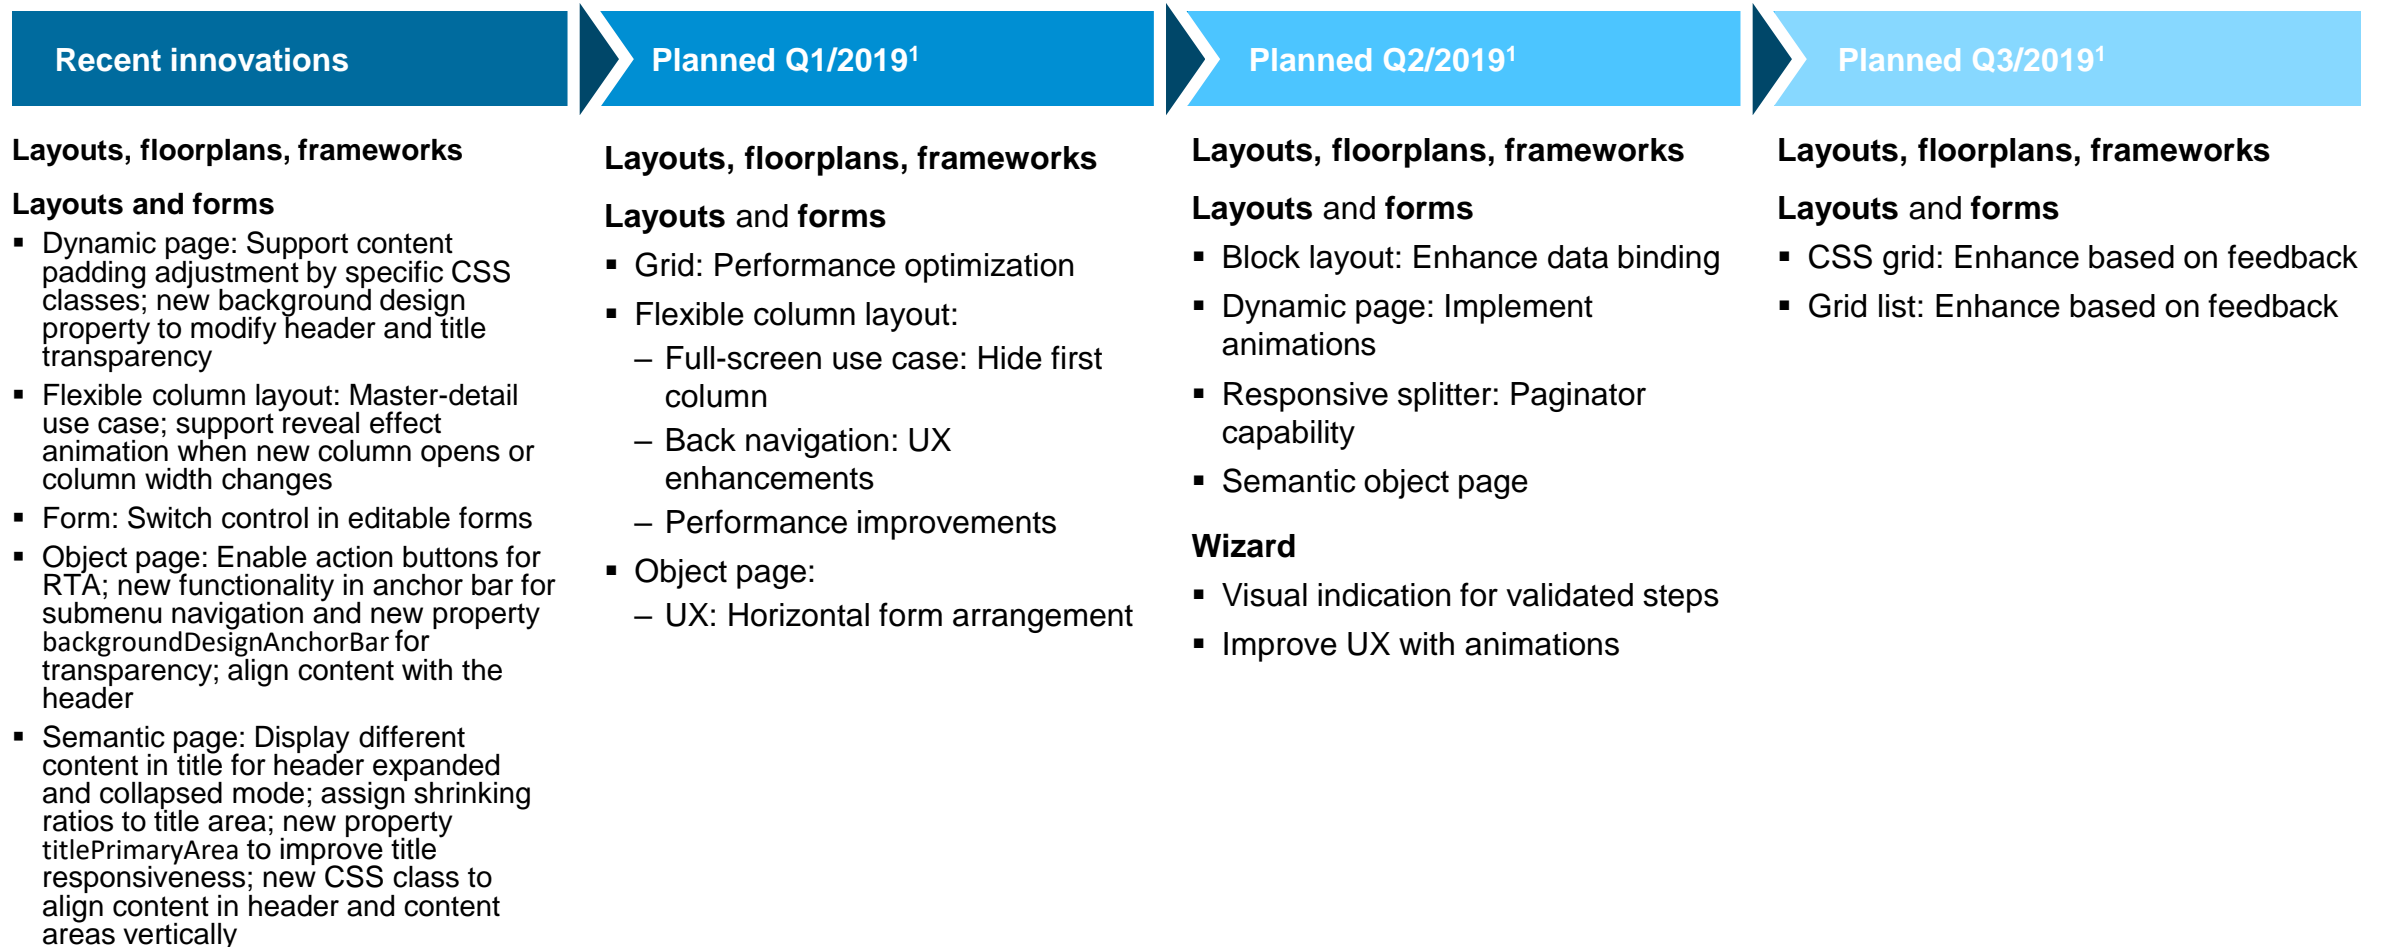 Recent innovations
Planned Q1/2019¹
Planned Q2/2019¹
Planned Q3/2019¹
Layouts, floorplans, frameworks
Layouts and forms
▪ Dynamic page: Support content
padding adjustment by specific CSS
classes; new background design
property to modify header and title
transparency
▪ Flexible column layout: Master-detail
use case; support reveal effect
animation when new column opens or
column width changes
▪ Form: Switch control in editable forms
▪ Object page: Enable action buttons for
RTA; new functionality in anchor bar for
submenu navigation and new property
backgroundDesignAnchorBar for
transparency; align content with the
header
▪ Semantic page: Display different
content in title for header expanded
and collapsed mode; assign shrinking
ratios to title area; new property
titlePrimaryArea to improve title
responsiveness; new CSS class to
align content in header and content
areas vertically
Layouts, floorplans, frameworks
Layouts and forms
▪ Grid: Performance optimization
▪ Flexible column layout:
– Full-screen use case: Hide first
column
– Back navigation: UX
enhancements
– Performance improvements
▪ Object page:
– UX: Horizontal form arrangement
Layouts, floorplans, frameworks
Layouts and forms
▪ Block layout: Enhance data binding
▪ Dynamic page: Implement
animations
▪ Responsive splitter: Paginator
capability
▪ Semantic object page
Wizard
▪ Visual indication for validated steps
▪ Improve UX with animations
Layouts, floorplans, frameworks
Layouts and forms
▪ CSS grid: Enhance based on feedback
▪ Grid list: Enhance based on feedback